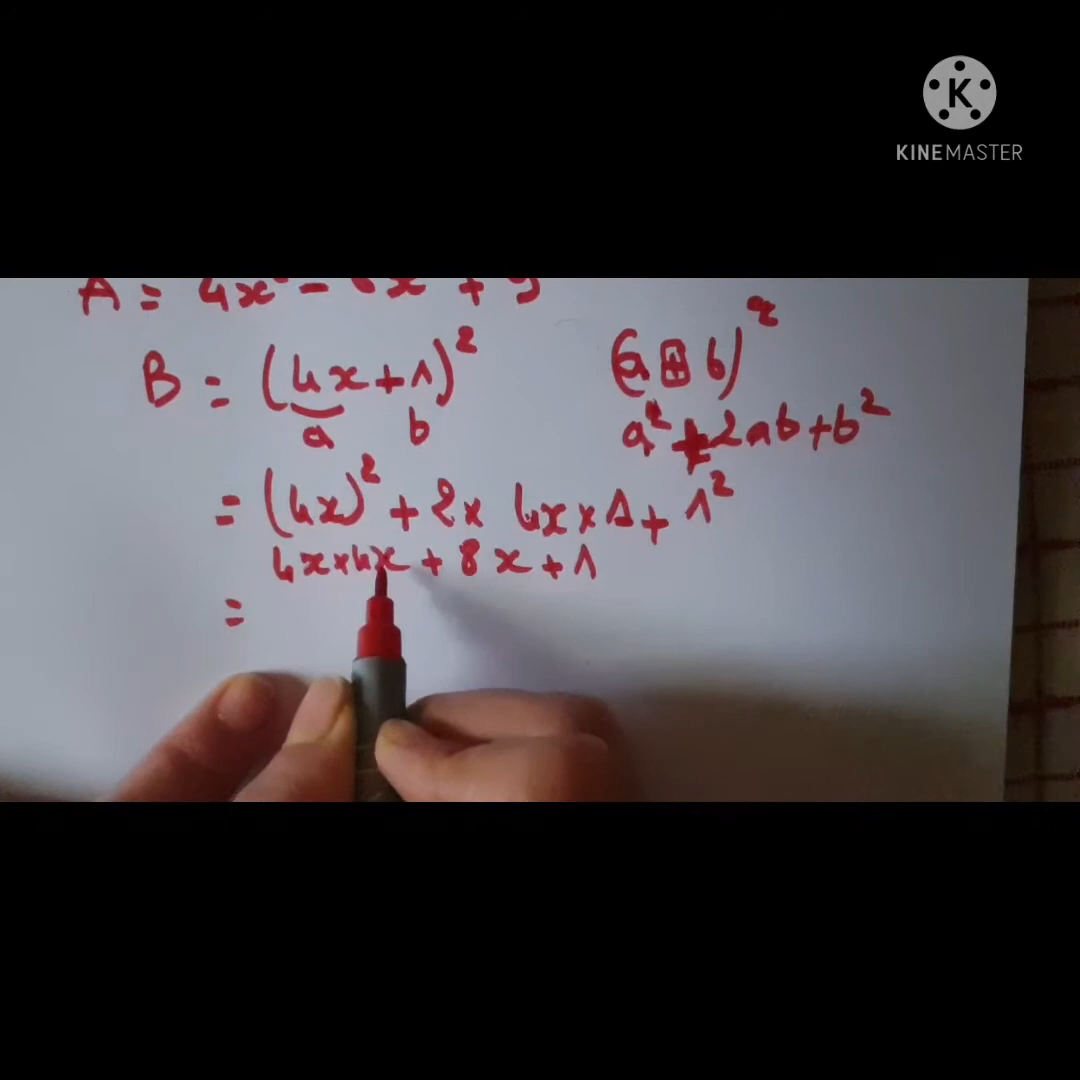 KINEMASTER
B = (4x+1)²
(a+b)²
a b
a²+2ab+b²
= (4x)² + 2× 4x×1 + 1²
4x×4x + 8x + 1
=